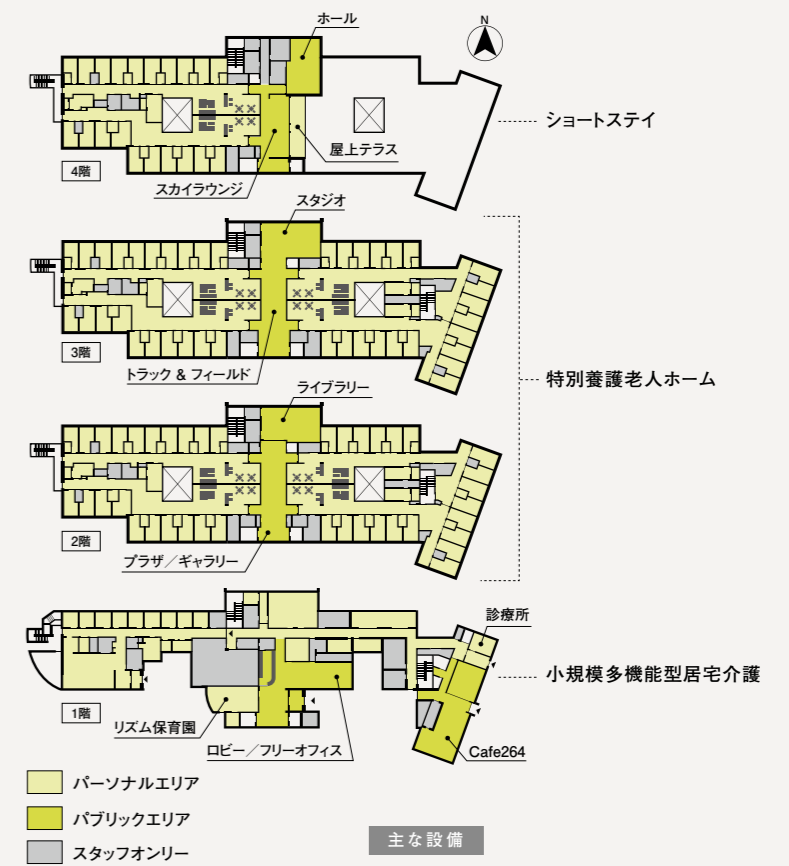 ホール
N
ショートステイ
屋上テラス
4階
スカイラウンジ
スタジオ
3階
トラック & フィールド
特別養護老人ホーム
ライブラリー
2階
プラザ／ギャラリー
診療所
小規模多機能型居宅介護
1階
リズム保育園
ロビー／フリーオフィス
Cafe264
パーソナルエリア
パブリックエリア
スタッフオンリー
主な設備